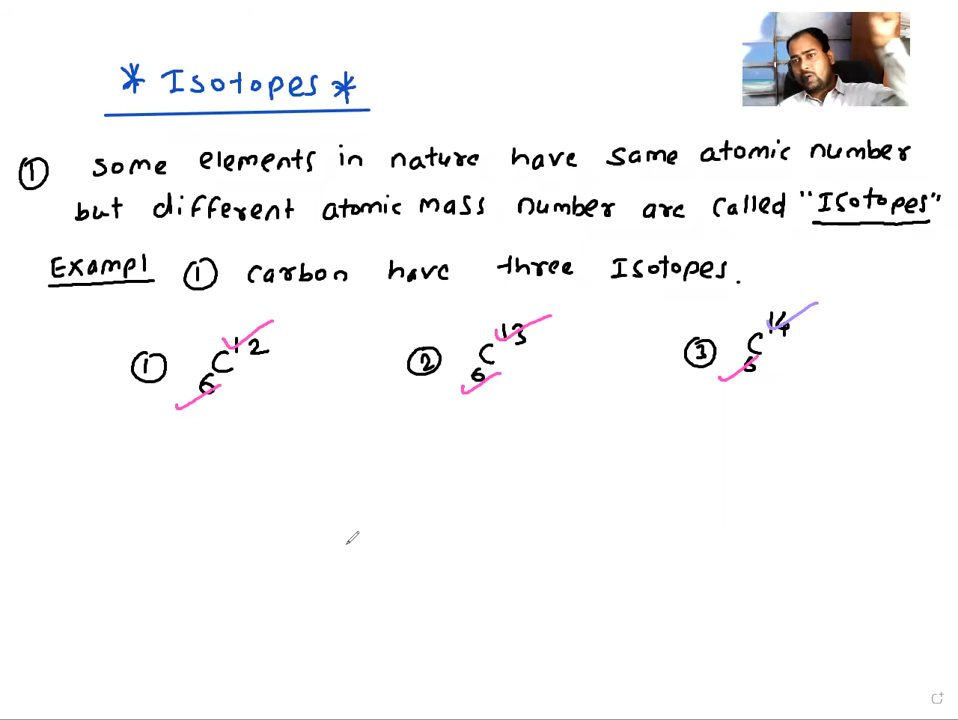 * Isotopes *
① Some elements in nature have same atomic number
but different atomic mass number are called "Isotopes"
Exampl ① carbon have three Isotopes.
① ₆C¹² ② ₆C¹³ ③ ₆C¹⁴